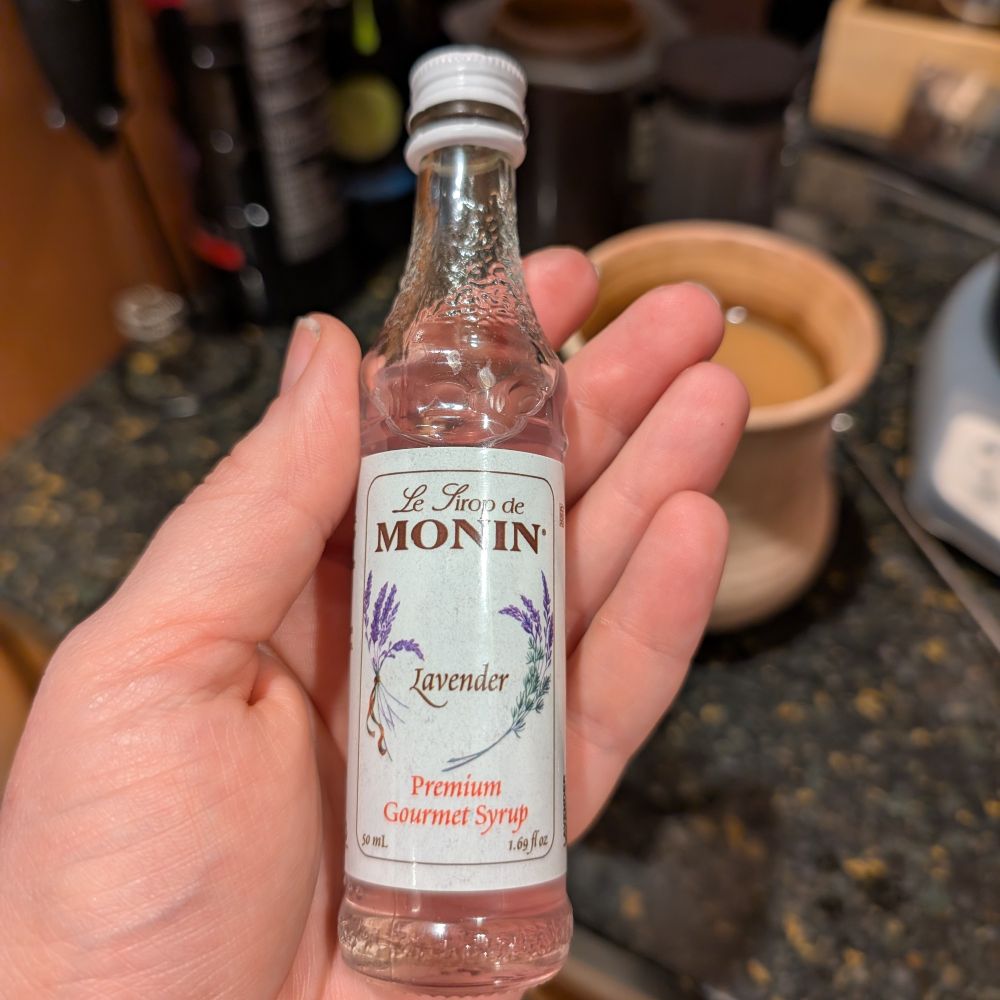 Le Sirop de
MONIN®
Lavender
Premium
Gourmet Syrup
50 mL 1.69 fl oz